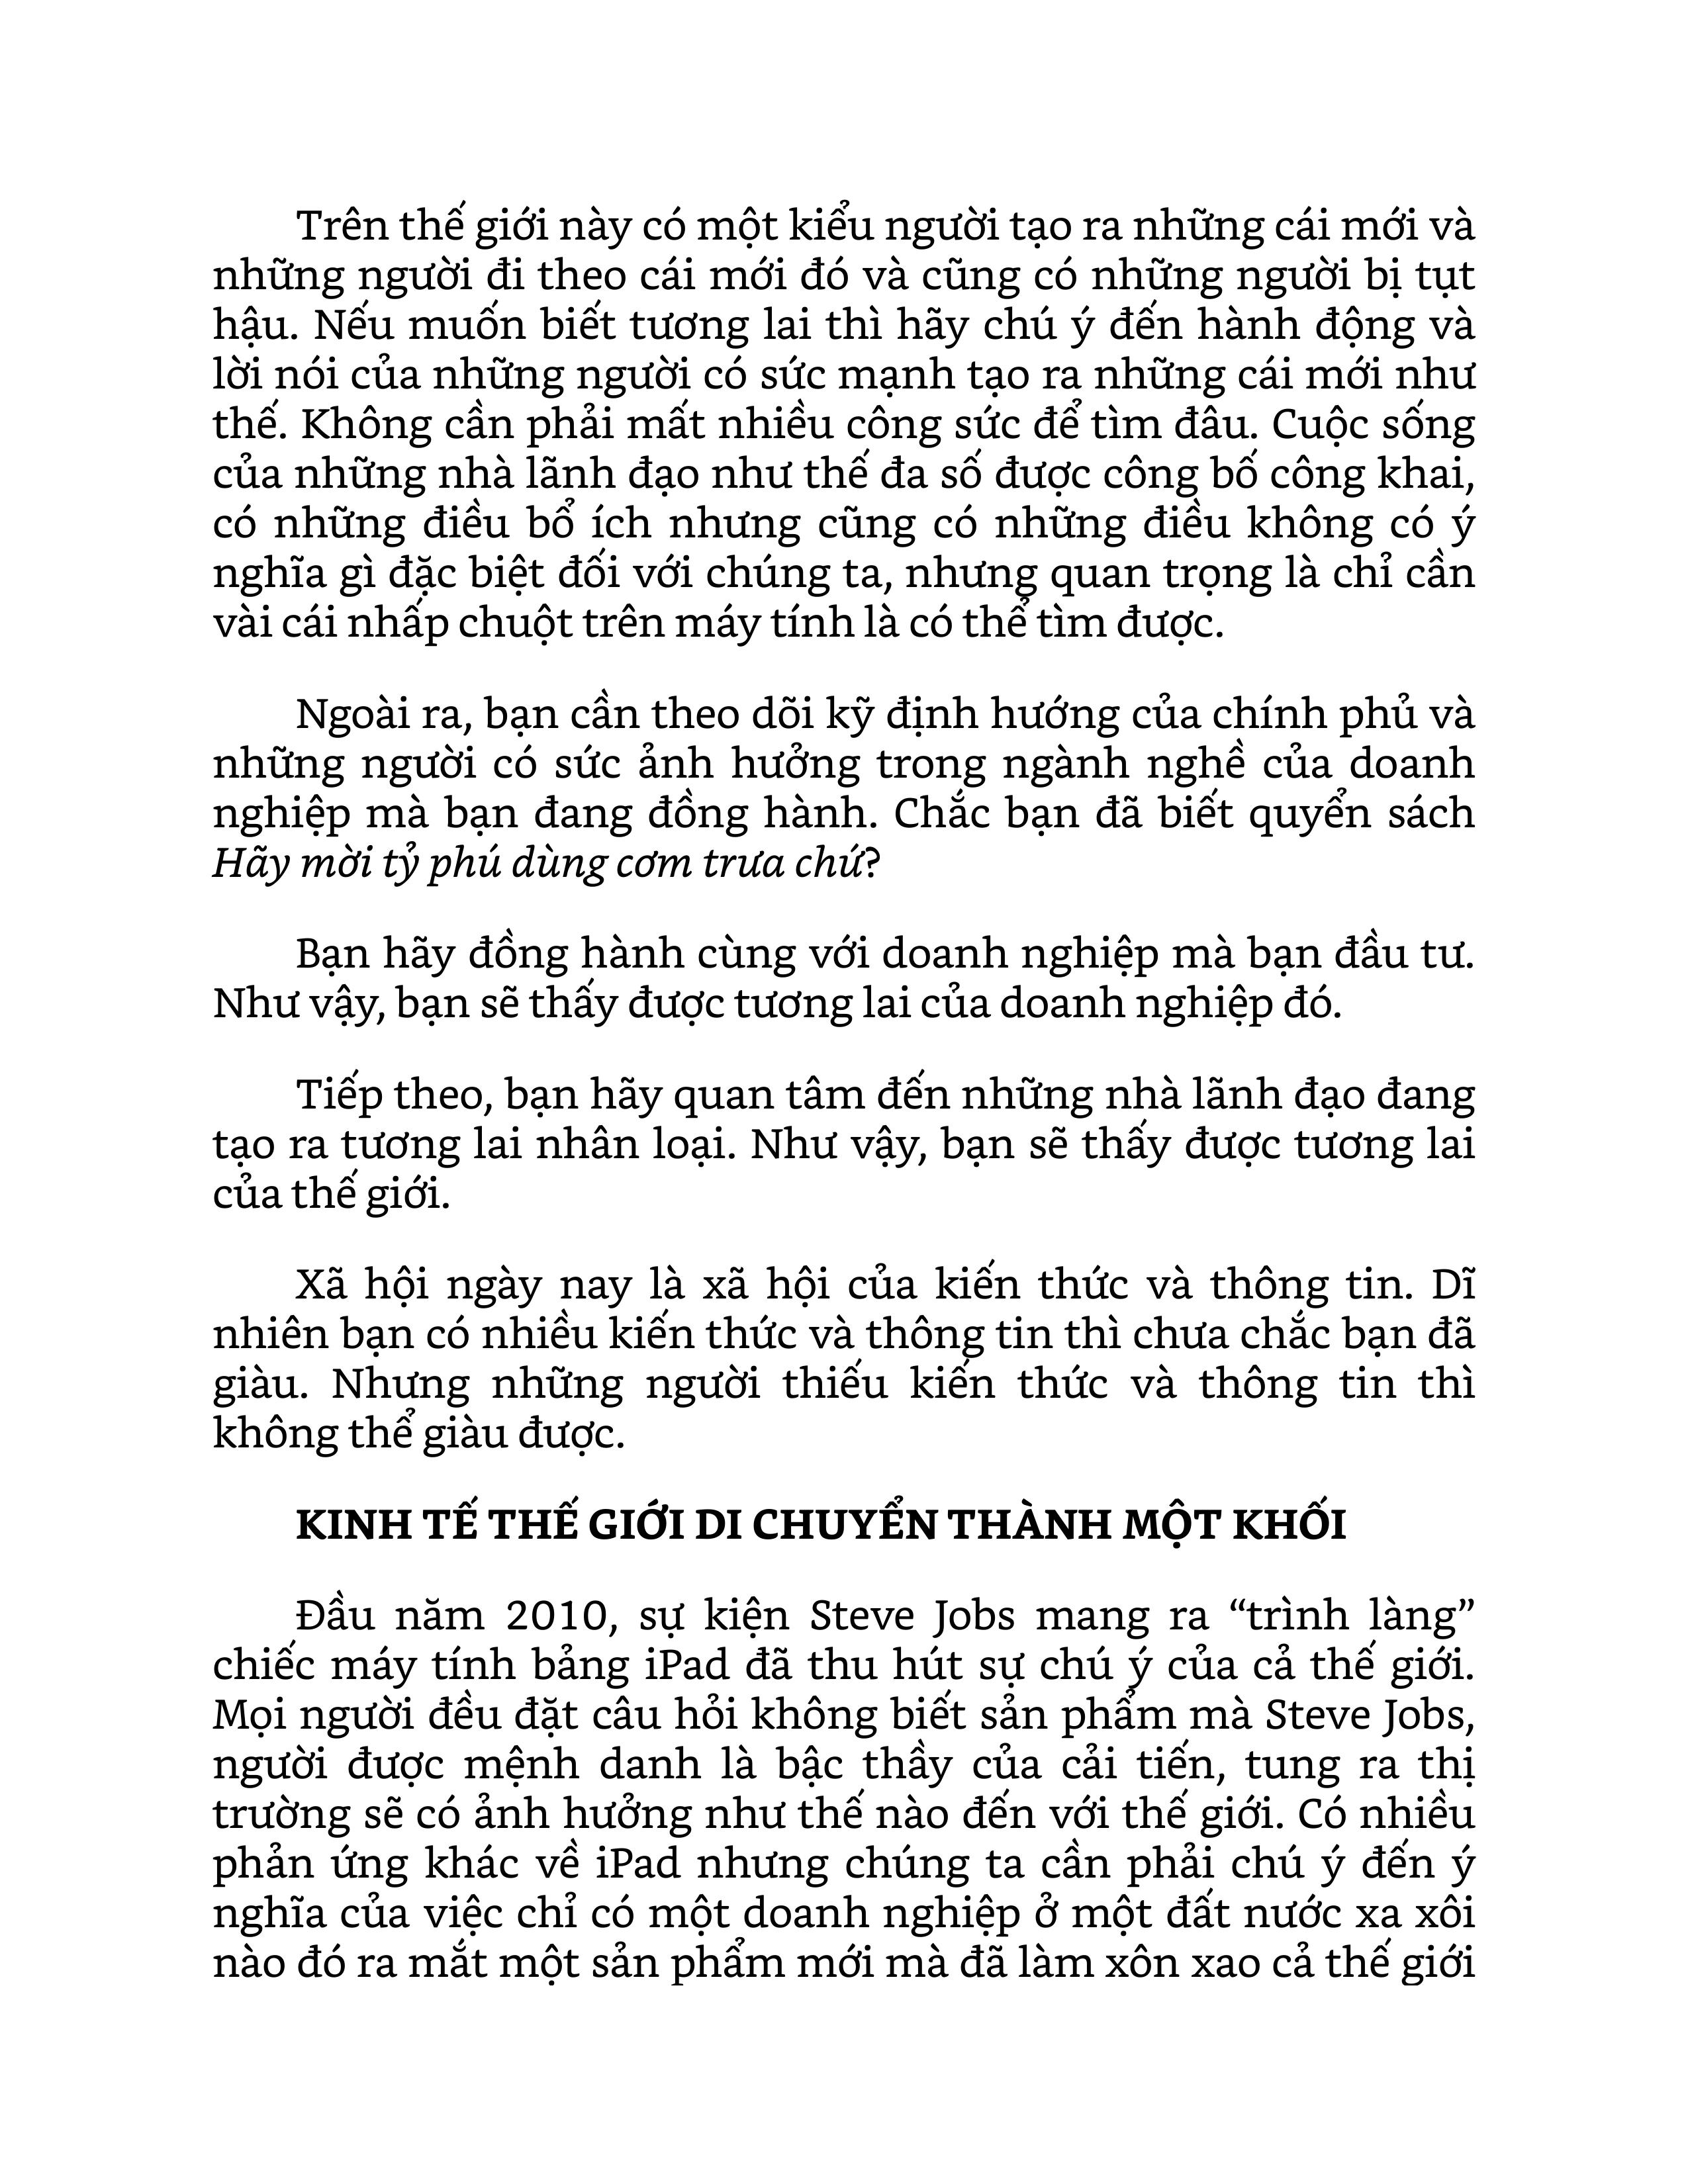 Trên thế giới này có một kiểu người tạo ra những cái mới và
những người đi theo cái mới đó và cũng có những người bị tụt
hậu. Nếu muốn biết tương lai thì hãy chú ý đến hành động và
lời nói của những người có sức mạnh tạo ra những cái mới như
thế. Không cần phải mất nhiều công sức để tìm đâu. Cuộc sống
của những nhà lãnh đạo như thế đa số được công bố công khai,
có những điều bổ ích nhưng cũng có những điều không có ý
nghĩa gì đặc biệt đối với chúng ta, nhưng quan trọng là chỉ cần
vài cái nhấp chuột trên máy tính là có thể tìm được.
Ngoài ra, bạn cần theo dõi kỹ định hướng của chính phủ và
những người có sức ảnh hưởng trong ngành nghề của doanh
nghiệp mà bạn đang đồng hành. Chắc bạn đã biết quyển sách
Hãy mời tỷ phú dùng cơm trưa chứ?
Bạn hãy đồng hành cùng với doanh nghiệp mà bạn đầu tư.
Như vậy, bạn sẽ thấy được tương lai của doanh nghiệp đó.
Tiếp theo, bạn hãy quan tâm đến những nhà lãnh đạo đang
tạo ra tương lai nhân loại. Như vậy, bạn sẽ thấy được tương lai
của thế giới.
Xã hội ngày nay là xã hội của kiến thức và thông tin. Dĩ
nhiên bạn có nhiều kiến thức và thông tin thì chưa chắc bạn đã
giàu. Nhưng những người thiếu kiến thức và thông tin thì
không thể giàu được.
KINH TẾ THẾ GIỚI DI CHUYỂN THÀNH MỘT KHỐI
Đầu năm 2010, sự kiện Steve Jobs mang ra “trình làng”
chiếc máy tính bảng iPad đã thu hút sự chú ý của cả thế giới.
Mọi người đều đặt câu hỏi không biết sản phẩm mà Steve Jobs,
người được mệnh danh là bậc thầy của cải tiến, tung ra thị
trường sẽ có ảnh hưởng như thế nào đến với thế giới. Có nhiều
phản ứng khác về iPad nhưng chúng ta cần phải chú ý đến ý
nghĩa của việc chỉ có một doanh nghiệp ở một đất nước xa xôi
nào đó ra mắt một sản phẩm mới mà đã làm xôn xao cả thế giới